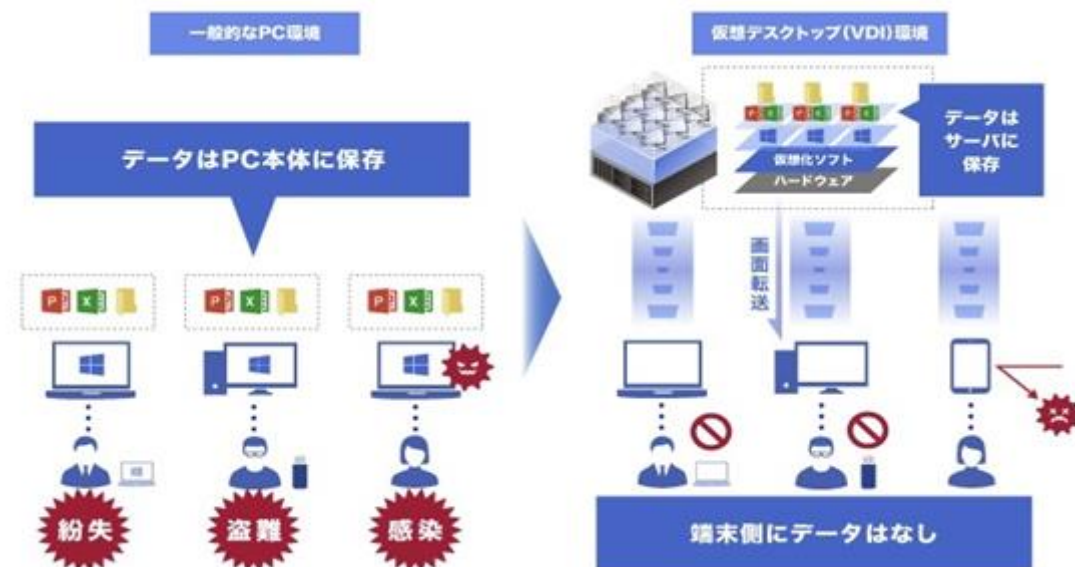 一般的なPC環境
データはPC本体に保存
P X
P X
P X
紛失
盗難
感染
仮想デスクトップ(VDI)環境
P X P X P X
仮想化ソフト
ハードウェア
データは
サーバに
保存
画面転送
端末側にデータはなし